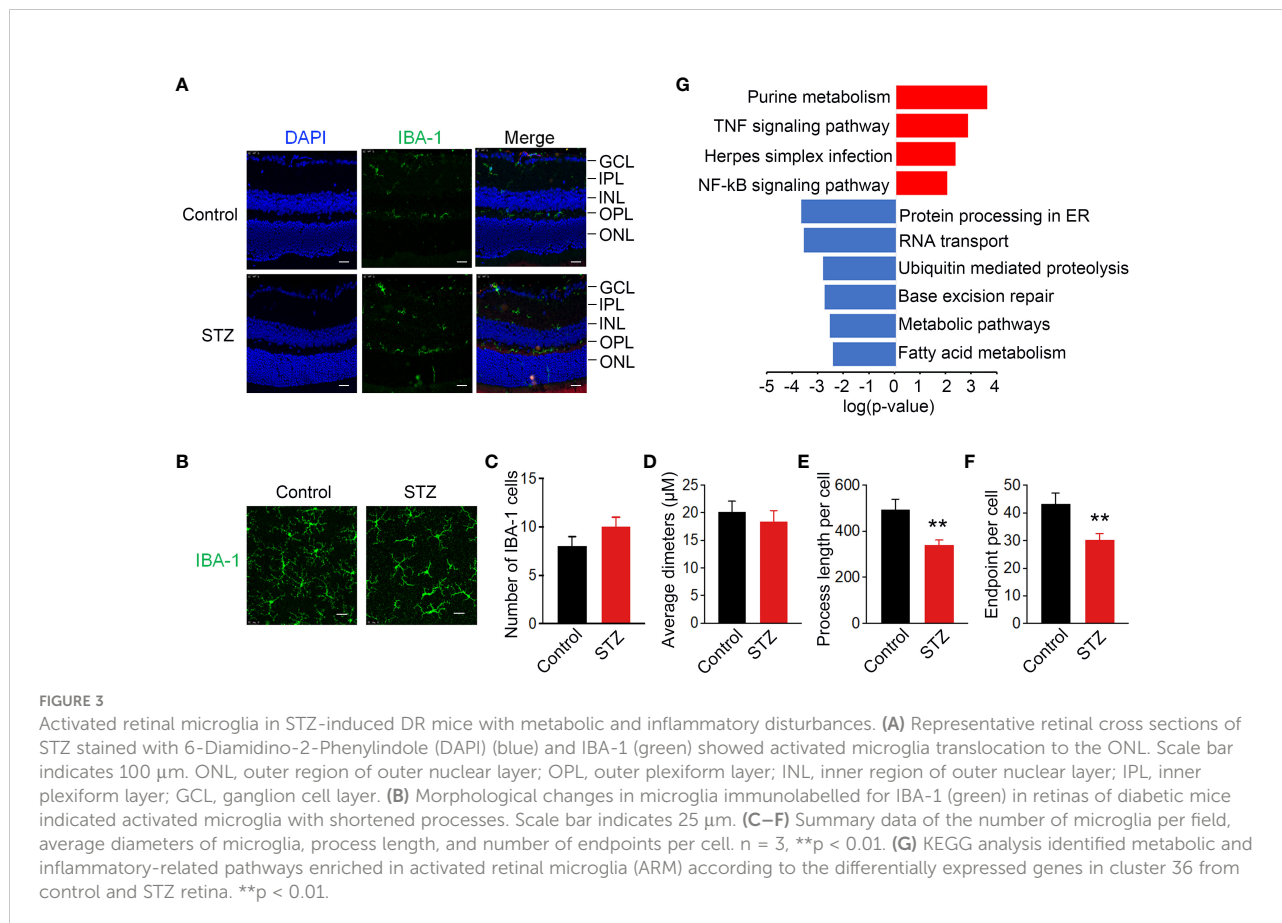 A
DAPI
IBA-1
Merge
Control
GCL
IPL
INL
OPL
ONL
STZ
GCL
IPL
INL
OPL
ONL
G
Purine metabolism
TNF signaling pathway
Herpes simplex infection
NF-kB signaling pathway
Protein processing in ER
RNA transport
Ubiquitin mediated proteolysis
Base excision repair
Metabolic pathways
Fatty acid metabolism
-5 -4 -3 -2 -1 0 1 2 3 4
log(p-value)
B
Control
STZ
IBA-1
C
Number of IBA-1 cells
15
10
5
0
Control
STZ
D
Average dimeters (µM)
25
20
15
10
5
0
Control
STZ
E
Process length per cell
600
400
200
0
**
Control
STZ
F
Endpoint per cell
50
40
30
20
10
0
**
Control
STZ
FIGURE 3
Activated retinal microglia in STZ-induced DR mice with metabolic and inflammatory disturbances. (A) Representative retinal cross sections of
STZ stained with 6-Diamidino-2-Phenylindole (DAPI) (blue) and IBA-1 (green) showed activated microglia translocation to the ONL. Scale bar
indicates 100 µm. ONL, outer region of outer nuclear layer; OPL, outer plexiform layer; INL, inner region of outer nuclear layer; IPL, inner
plexiform layer; GCL, ganglion cell layer. (B) Morphological changes in microglia immunolabelled for IBA-1 (green) in retinas of diabetic mice
indicated activated microglia with shortened processes. Scale bar indicates 25 µm. (C–F) Summary data of the number of microglia per field,
average diameters of microglia, process length, and number of endpoints per cell. n = 3, **p < 0.01. (G) KEGG analysis identified metabolic and
inflammatory-related pathways enriched in activated retinal microglia (ARM) according to the differentially expressed genes in cluster 36 from
control and STZ retina. **p < 0.01.